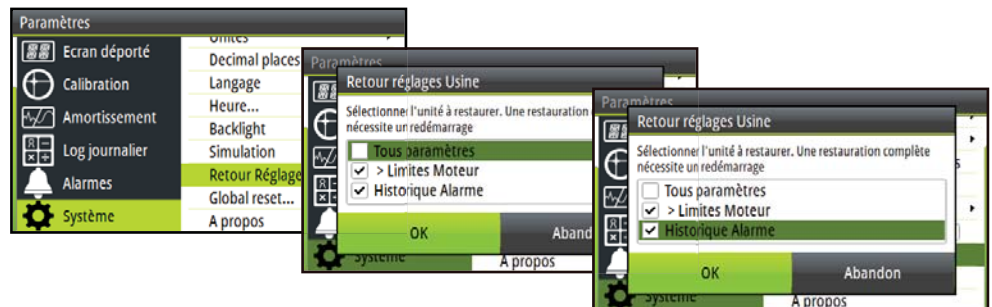 Paramètres
Ecran déporté
Calibration
Amortissement
Log journalier
Alarmes
Système
Unités
Decimal places
Langage
Heure...
Backlight
Simulation
Retour Réglage
Global reset...
A propos
Paramètres
Retour réglages Usine
Sélectionner l'unité à restaurer. Une restauration
nécessite un redémarrage
Tous paramètres
> Limites Moteur
Historique Alarme
OK
Aband
Système
A propos
Paramètres
Retour réglages Usine
Sélectionner l'unité à restaurer. Une restauration complète
nécessite un redémarrage
Tous paramètres
> Limites Moteur
Historique Alarme
OK
Abandon
Système
A propos